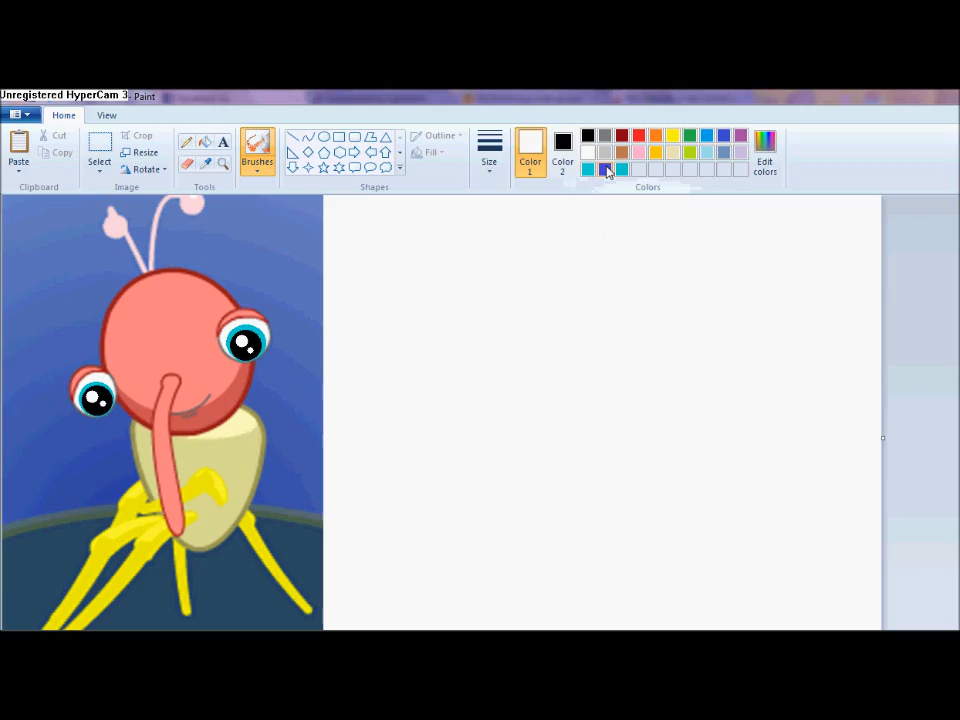 Unregistered HyperCam 3 - Paint
Home View
Paste
Cut
Copy
Clipboard
Select
Crop
Resize
Rotate
Image
A
Tools
Brushes
Outline
Fill
Shapes
Size
Color 1
Color 2
Colors
Edit colors